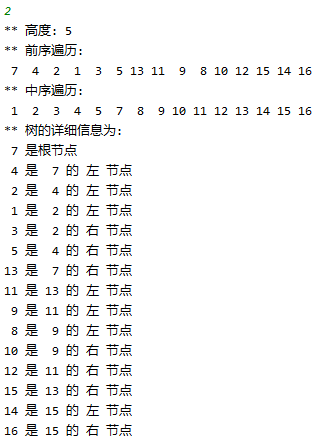 2
** 高度: 5
** 前序遍历:
7 4 2 1 3 5 13 11 9 8 10 12 15 14 16
** 中序遍历:
1 2 3 4 5 7 8 9 10 11 12 13 14 15 16
** 树的详细信息为:
7 是根节点
4 是 7 的 左 节点
2 是 4 的 左 节点
1 是 2 的 左 节点
3 是 2 的 右 节点
5 是 4 的 右 节点
13 是 7 的 右 节点
11 是 13 的 左 节点
9 是 11 的 左 节点
8 是 9 的 左 节点
10 是 9 的 右 节点
12 是 11 的 右 节点
15 是 13 的 右 节点
14 是 15 的 左 节点
16 是 15 的 右 节点